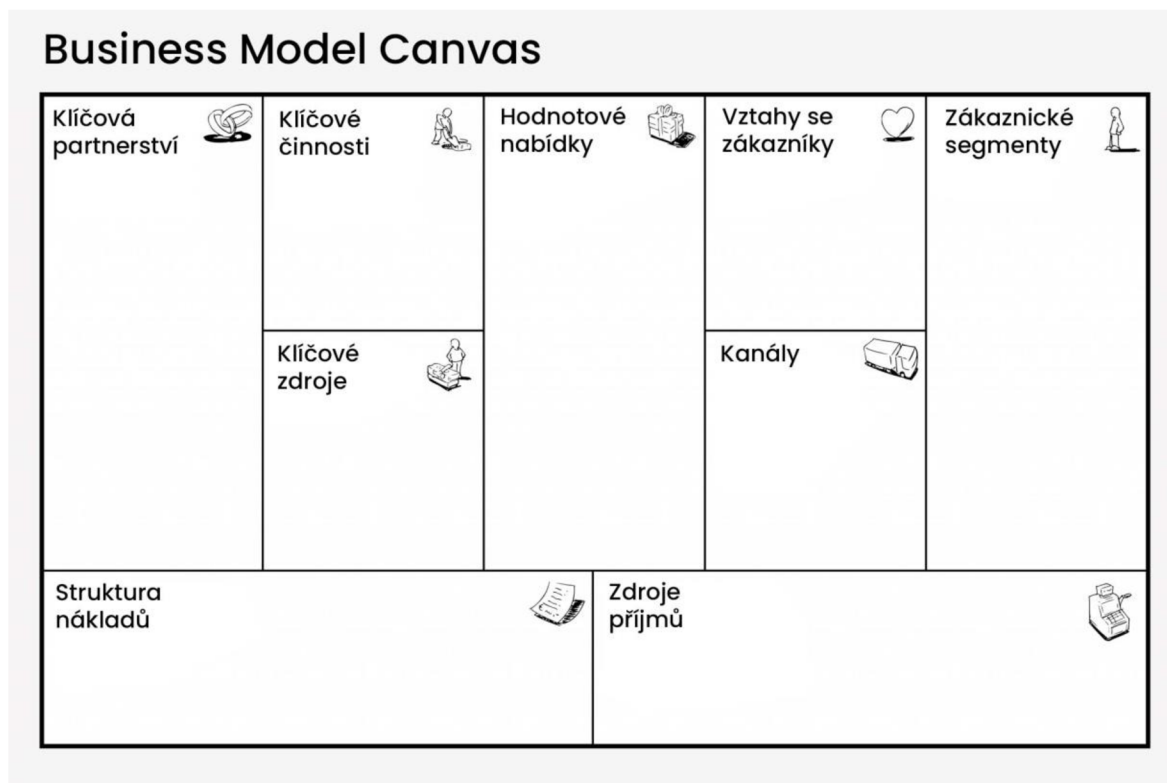 Business Model Canvas
Klíčová
partnerství
Klíčové
činnosti
Klíčové
zdroje
Hodnotové
nabídky
Vztahy se
zákazníky
Kanály
Zákaznické
segmenty
Struktura
nákladů
Zdroje
příjmů